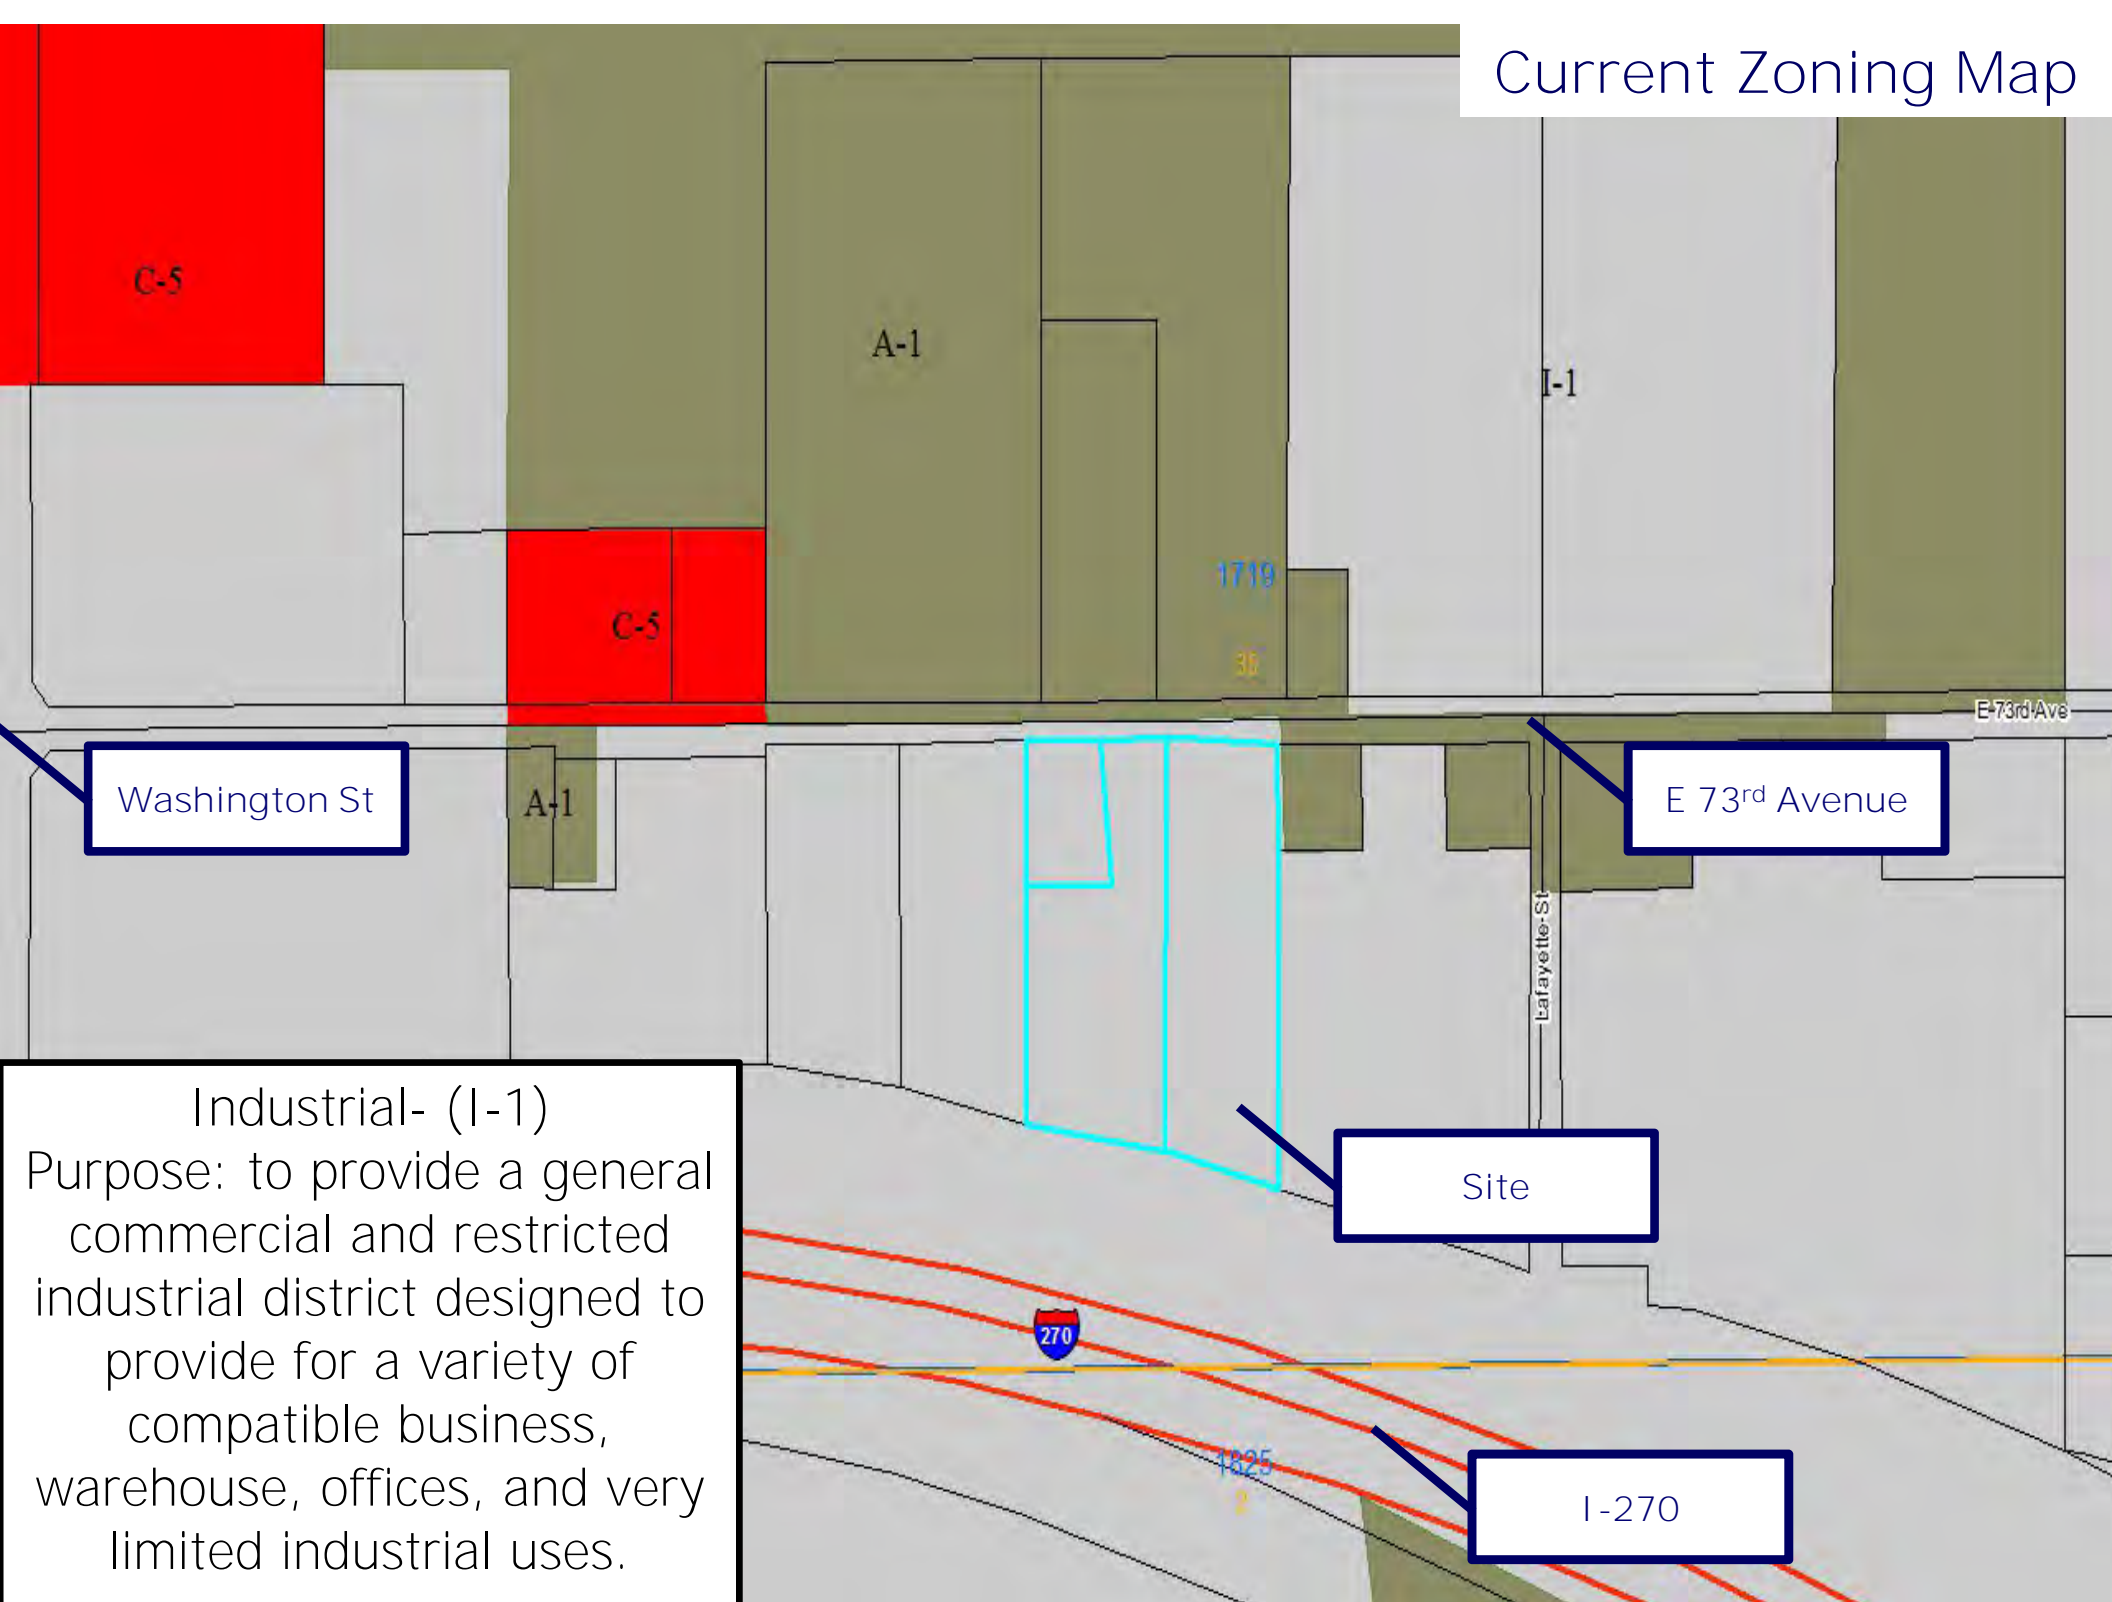 Current Zoning Map
C-5
A-1
I-1
1719
C-5
35
E 73rd Ave
Washington St
A-1
E 73rd Avenue
Lafayette St
Site
Industrial- (I-1)
Purpose: to provide a general
commercial and restricted
industrial district designed to
provide for a variety of
compatible business,
warehouse, offices, and very
limited industrial uses.
270
1825
2
I-270